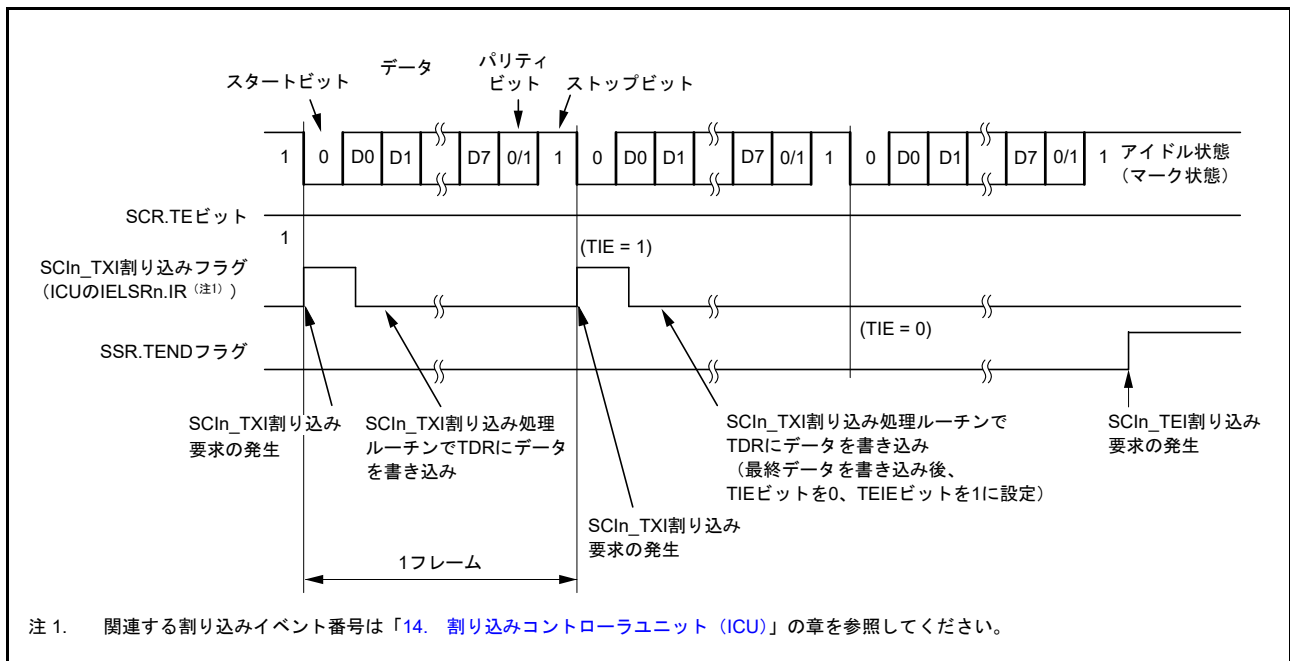 スタートビット
データ
パリティ
ビット
ストップビット
1 0 D0 D1 D7 0/1 1 0 D0 D1 D7 0/1 1 0 D0 D1 D7 0/1 1 アイドル状態
（マーク状態）
SCR.TEビット
1
(TIE = 1)
SCIn_TXI割り込みフラグ
（ICUのIELSRn.IR（注1））
(TIE = 0)
SSR.TENDフラグ
SCIn_TXI割り込み
要求の発生
SCIn_TXI割り込み処理
ルーチンでTDRにデータ
を書き込み
SCIn_TXI割り込み処理ルーチンで
TDRにデータを書き込み
（最終データを書き込み後、
TIEビットを0、TEIEビットを1に設定）
SCIn_TEI割り込み
要求の発生
SCIn_TXI割り込み
要求の発生
1フレーム
注 1. 関連する割り込みイベント番号は「14. 割り込みコントローラユニット（ICU）」の章を参照してください。